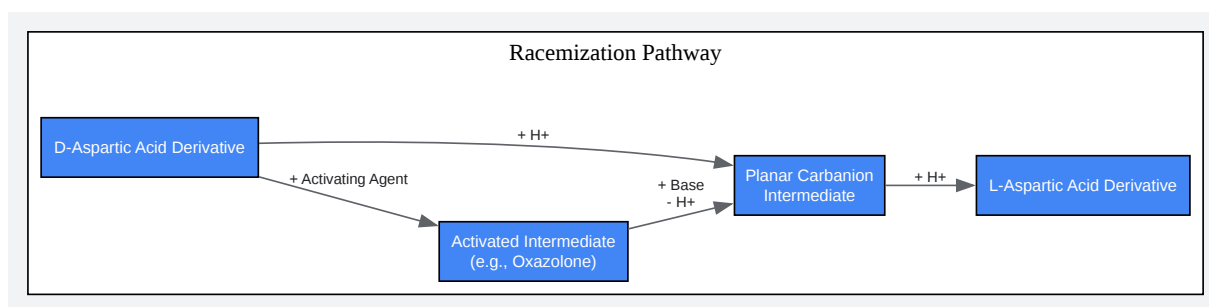 Racemization Pathway
D-Aspartic Acid Derivative
+ H+
+ Activating Agent
Activated Intermediate
(e.g., Oxazolone)
+ Base
- H+
Planar Carbanion
Intermediate
+ H+
L-Aspartic Acid Derivative